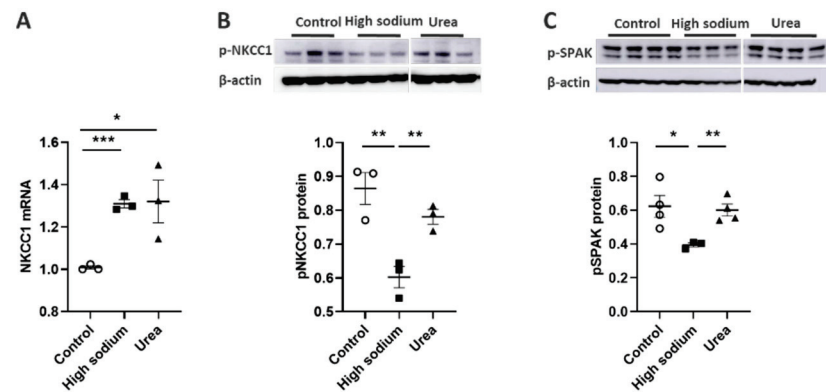 A
B
C
Control High sodium Urea
p-NKCC1
β-actin
Control High sodium Urea
p-SPAK
β-actin
NKCC1 mRNA
1.6
1.4
1.2
1.0
0.8
*
***
Control
High sodium
Urea
pNKCC1 protein
1.0
0.9
0.8
0.7
0.6
0.5
** **
Control
High sodium
Urea
pSPAK protein
1.0
0.8
0.6
0.4
0.2
0.0
* **
Control
High sodium
Urea